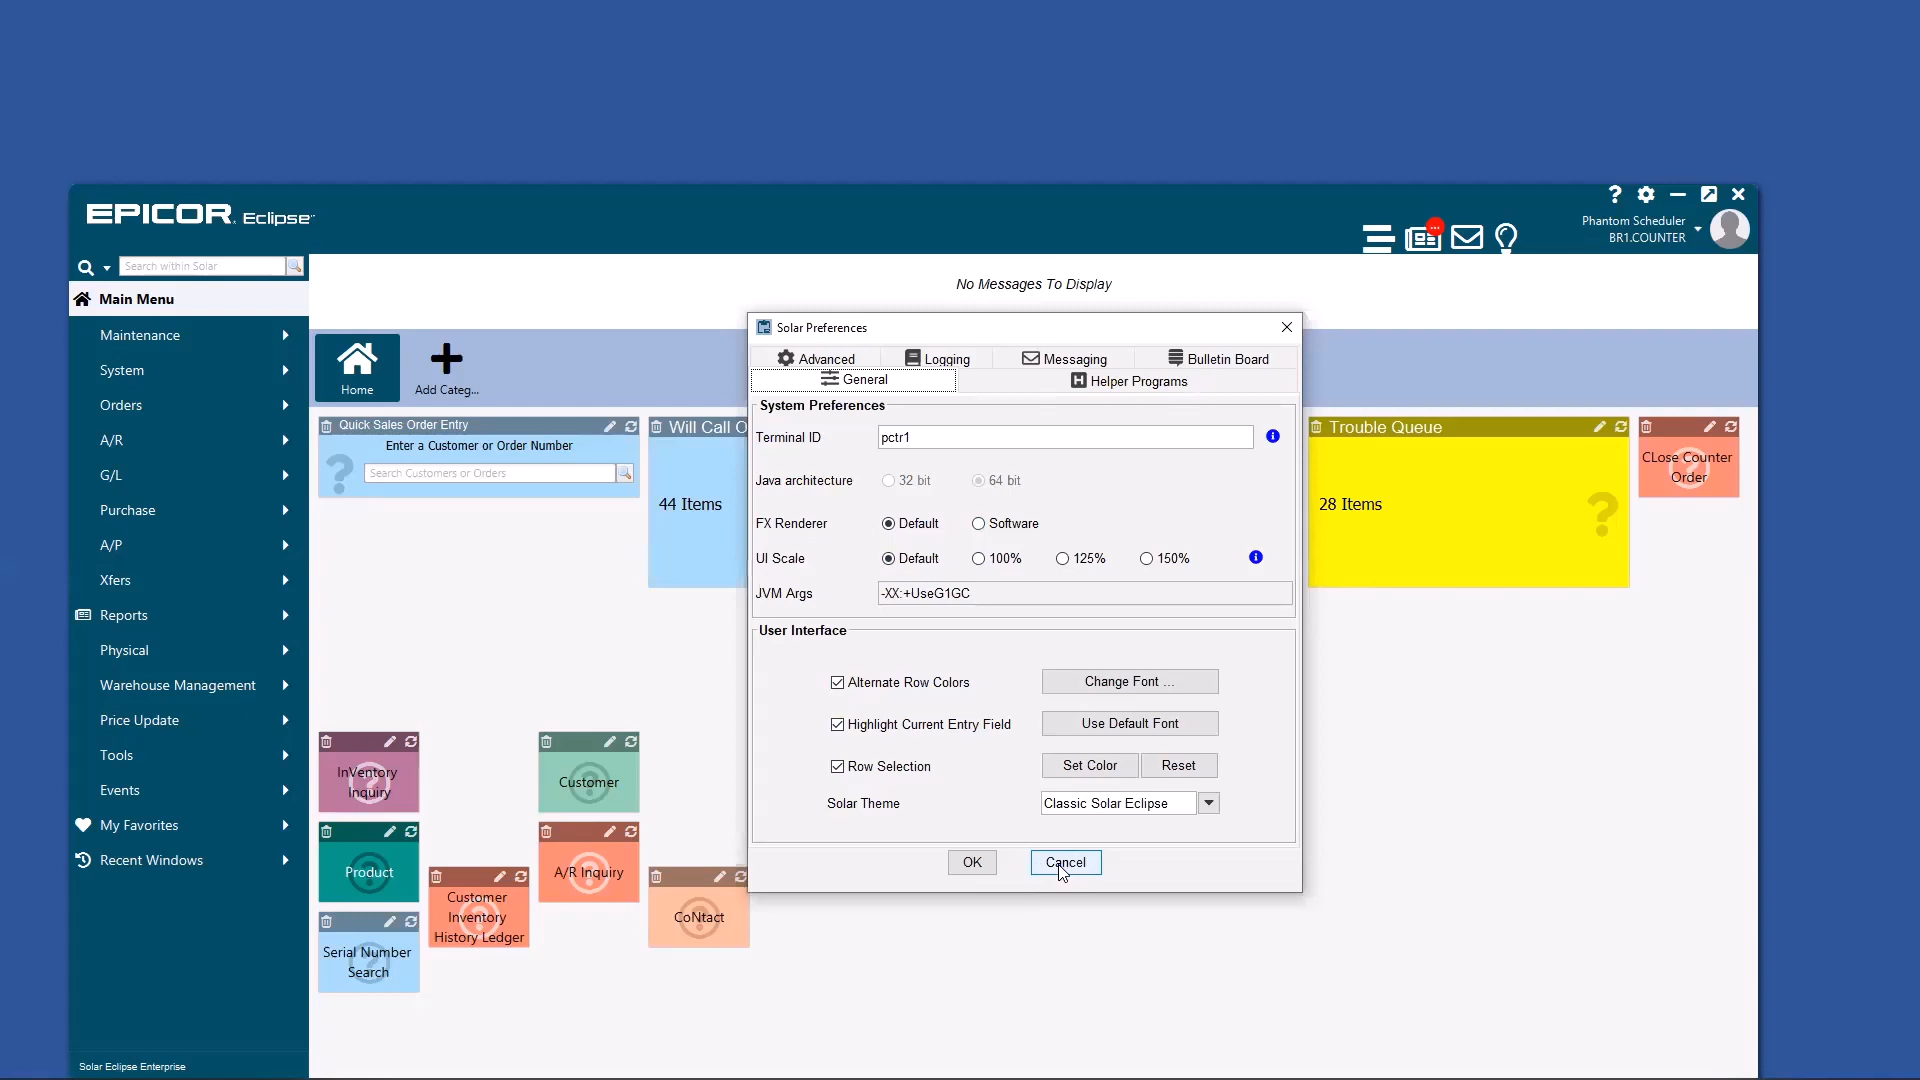 EPICOR Eclipse
Phantom Scheduler
BR1.COUNTER
Search within Solar
No Messages To Display
Main Menu
Maintenance
System
Orders
A/R
G/L
Purchase
A/P
Xfers
Reports
Physical
Warehouse Management
Price Update
Tools
Events
My Favorites
Recent Windows
Solar Eclipse Enterprise
Home
Add Categ...
Quick Sales Order Entry
Enter a Customer or Order Number
Search Customers or Orders
Will Call O
44 Items
Trouble Queue
28 Items
CLose Counter
Order
InVentory
Inquiry
Customer
Product
A/R Inquiry
Customer
Inventory
History Ledger
CoNtact
Serial Number
Search
Solar Preferences
Advanced
Logging
Messaging
Bulletin Board
General
Helper Programs
System Preferences
Terminal ID pctr1
Java architecture 32 bit 64 bit
FX Renderer Default Software
UI Scale Default 100% 125% 150%
JVM Args -XX:+UseG1GC
User Interface
Alternate Row Colors Change Font ...
Highlight Current Entry Field Use Default Font
Row Selection Set Color Reset
Solar Theme Classic Solar Eclipse
OK Cancel